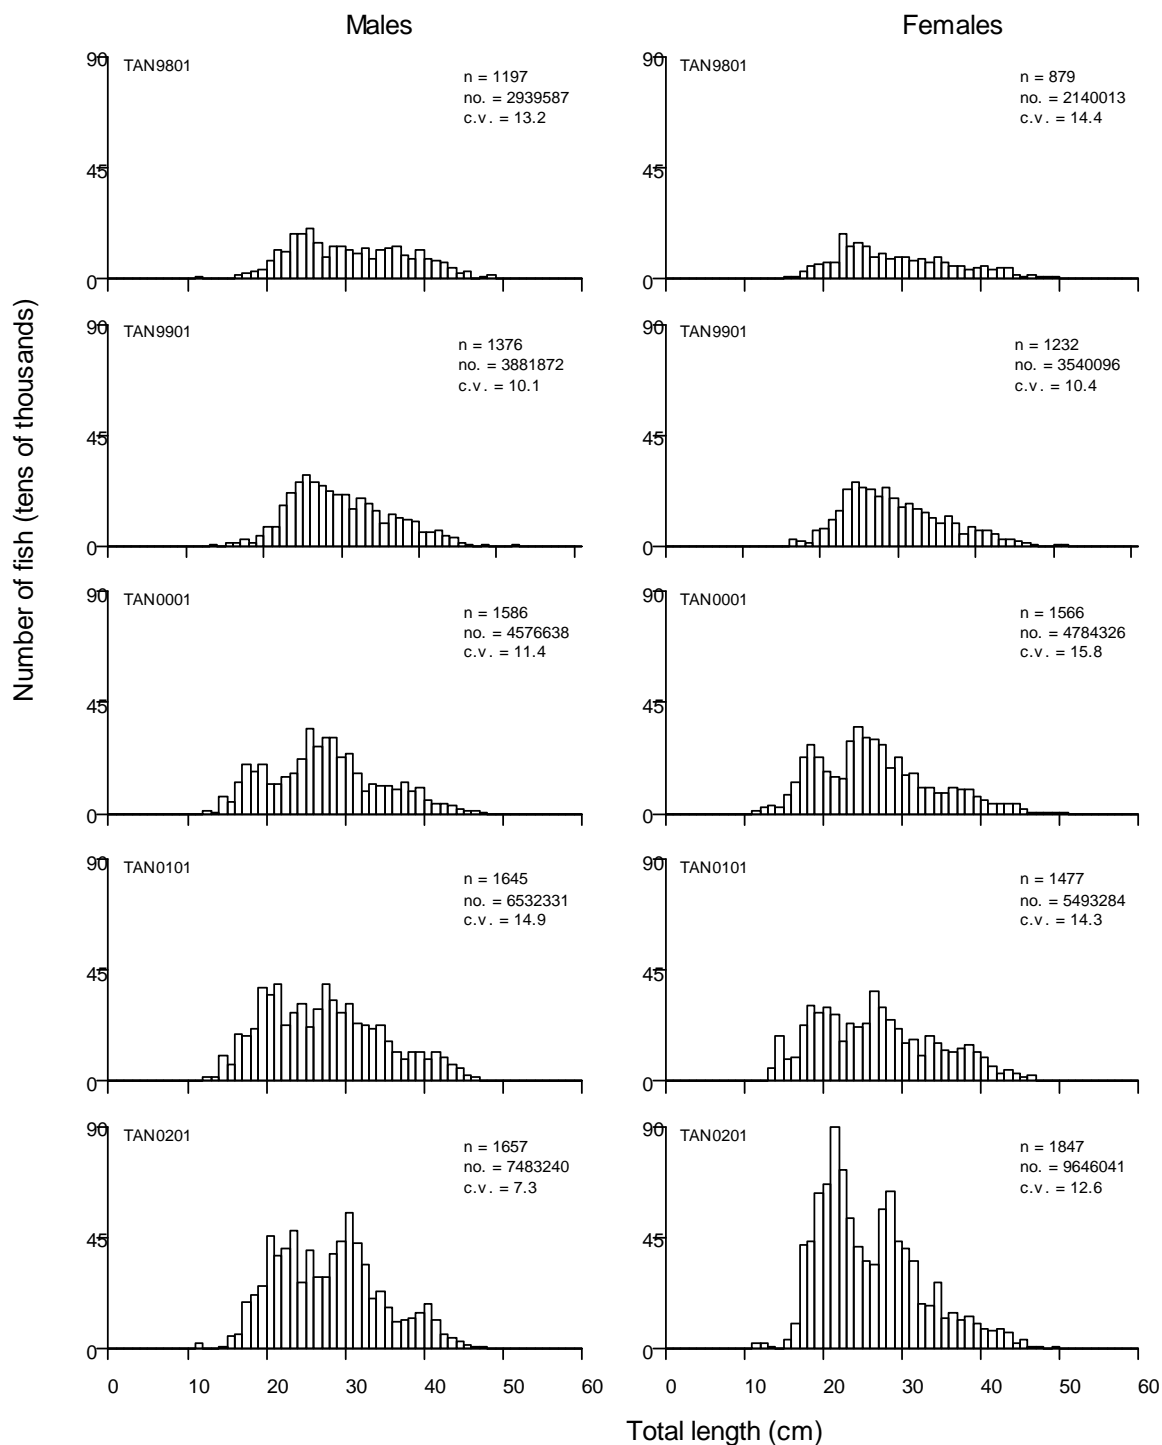 Males Females
90 TAN9801 n = 1197 90 TAN9801 n = 879
no. = 2939587 no. = 2140013
c.v. = 13.2 c.v. = 14.4
45 45
0 0
90 TAN9901 n = 1376 90 TAN9901 n = 1232
no. = 3881872 no. = 3540096
c.v. = 10.1 c.v. = 10.4
45 45
0 0
Number of fish (tens of thousands)
90 TAN0001 n = 1586 90 TAN0001 n = 1566
no. = 4576638 no. = 4784326
c.v. = 11.4 c.v. = 15.8
45 45
0 0
90 TAN0101 n = 1645 90 TAN0101 n = 1477
no. = 6532331 no. = 5493284
c.v. = 14.9 c.v. = 14.3
45 45
0 0
90 TAN0201 n = 1657 90 TAN0201 n = 1847
no. = 7483240 no. = 9646041
c.v. = 7.3 c.v. = 12.6
45 45
0 0
0 10 20 30 40 50 60 0 10 20 30 40 50 60
Total length (cm)